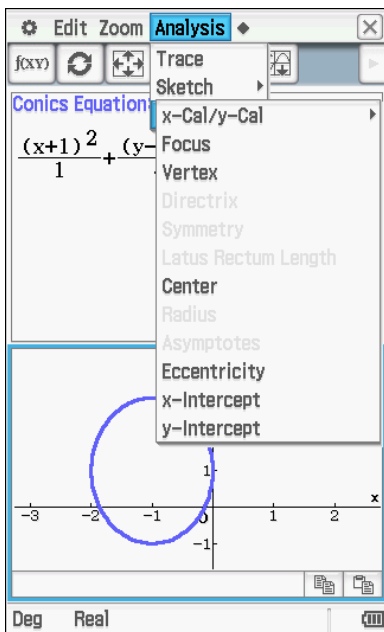 Edit Zoom Analysis
f(XY)
Trace
Sketch
Conics Equation
x-Cal/y-Cal
(x+1)² (y-
1 +
Focus
Vertex
Directrix
Symmetry
Latus Rectum Length
Center
Radius
Asymptotes
Eccentricity
x-Intercept
y-Intercept
1
x
-3 -2 -1 0 1 2
-1
Deg Real